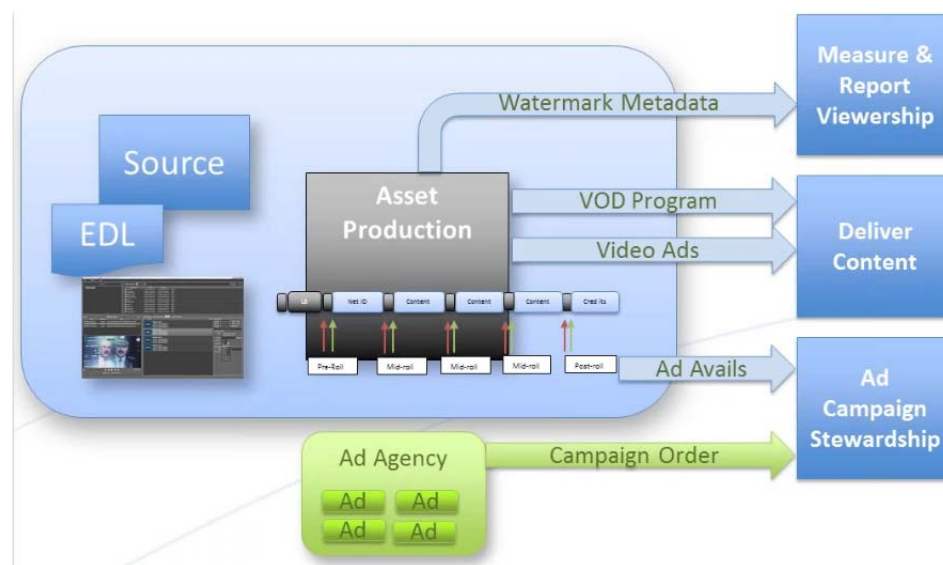 Measure &
Report
Viewership
Watermark Metadata
Source
EDL
Asset
Production
VOD Program
Video Ads
Deliver
Content
Net ID
Content
Content
Content
Credits
Pre-Roll
Mid-roll
Mid-roll
Mid-roll
Post-roll
Ad Avails
Ad
Campaign
Stewardship
Ad Agency
Campaign Order
Ad
Ad
Ad
Ad